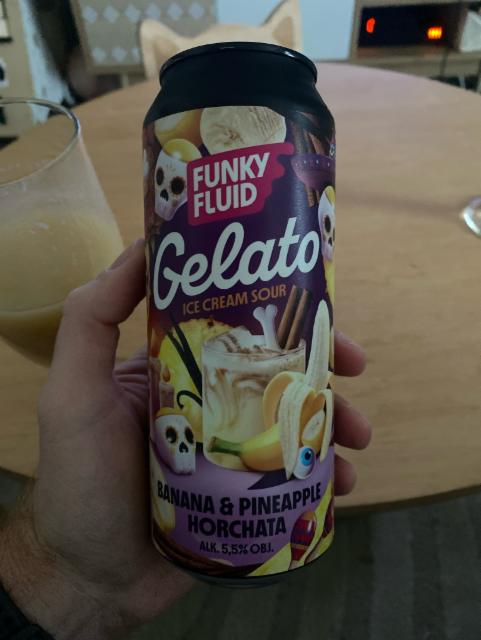 FUNKY
FLUID
Gelato
ICE CREAM SOUR
BANANA & PINEAPPLE
HORCHATA
ALK. 5,5% OBJ.